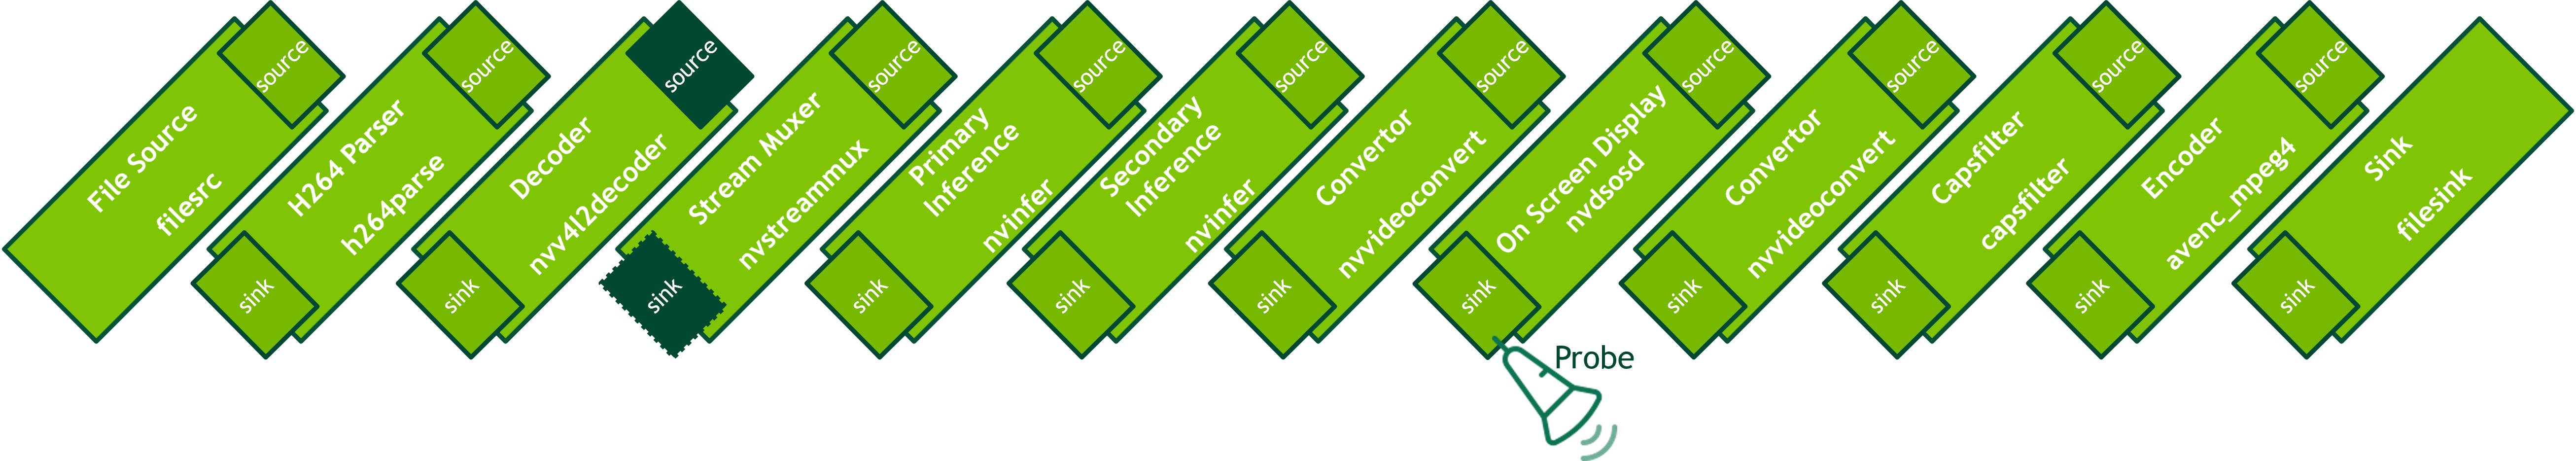 File Source
filesrc
source
sink
H264 Parser
h264parse
source
sink
Decoder
nvv4l2decoder
source
sink
Stream Muxer
nvstreammux
source
sink
Primary
Inference
nvinfer
source
sink
Secondary
Inference
nvinfer
source
sink
Convertor
nvvideoconvert
source
sink
On Screen Display
nvdsosd
source
Probe
sink
Convertor
nvvideoconvert
source
sink
Capsfilter
capsfilter
source
sink
Encoder
avenc_mpeg4
source
sink
Sink
filesink